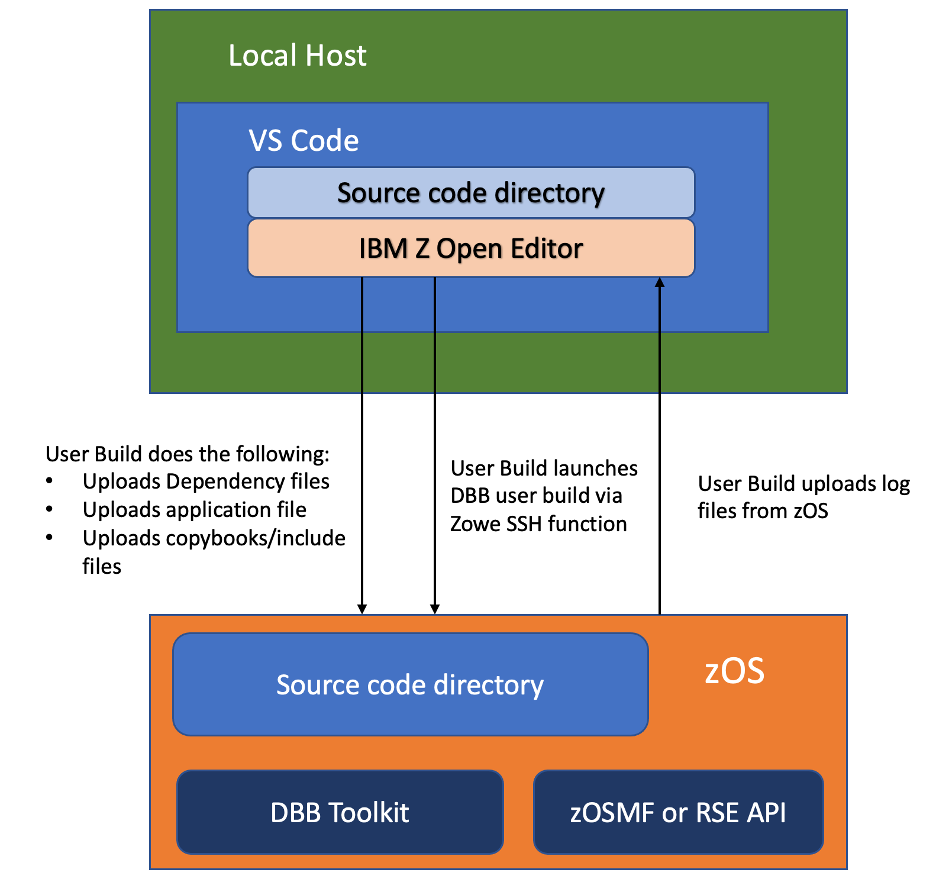 Local Host
VS Code
Source code directory
IBM Z Open Editor
User Build does the following:
• Uploads Dependency files
• Uploads application file
• Uploads copybooks/include
files
User Build launches
DBB user build via
Zowe SSH function
User Build uploads log
files from zOS
Source code directory
zOS
DBB Toolkit
zOSMF or RSE API